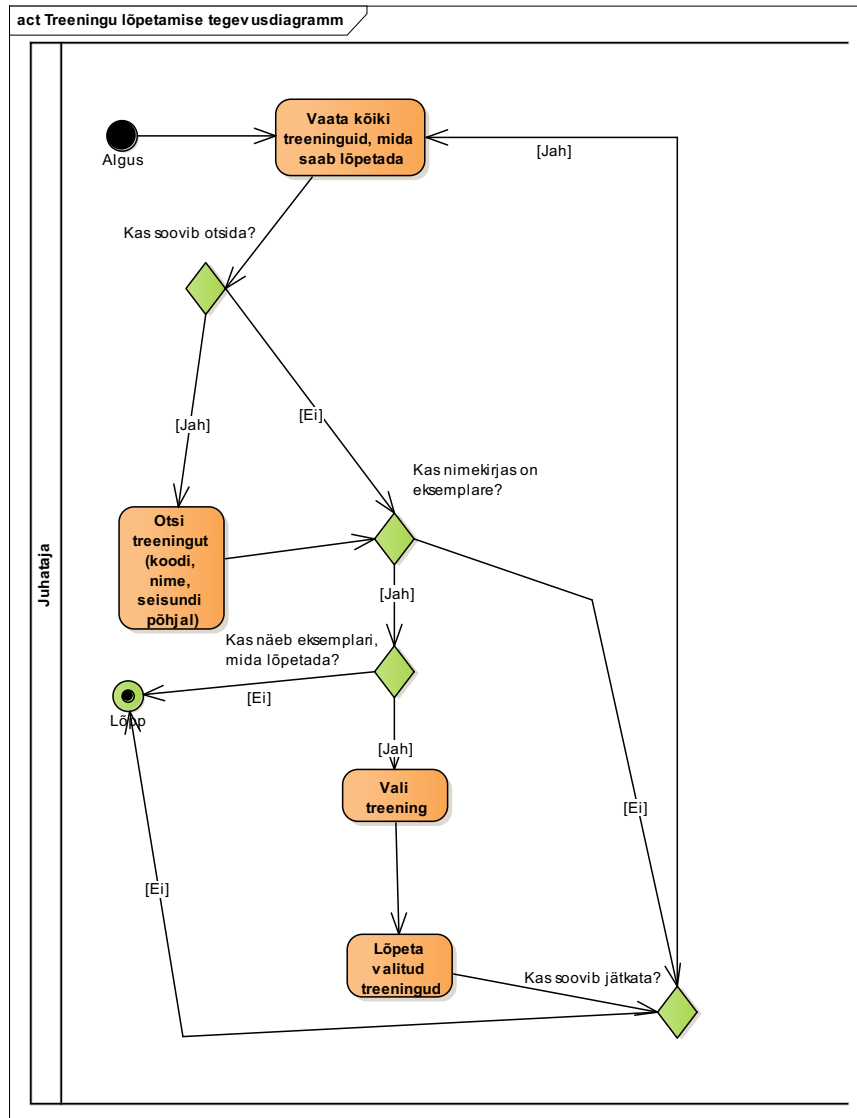 act Treeningu lõpetamise tegevusdiagramm
Juhataja
Algus
Vaata kõiki
treeninguid, mida
saab lõpetada
[Jah]
Kas soovib otsida?
[Jah]
[Ei]
Kas nimekirjas on
eksemplare?
Otsi
treeningut
(koodi,
nime,
seisundi
põhjal)
[Jah]
Kas näeb eksemplari,
mida lõpetada?
[Ei]
Lõpp
[Jah]
Vali
treening
[Ei]
[Ei]
Lõpeta
valitud
treeningud
Kas soovib jätkata?